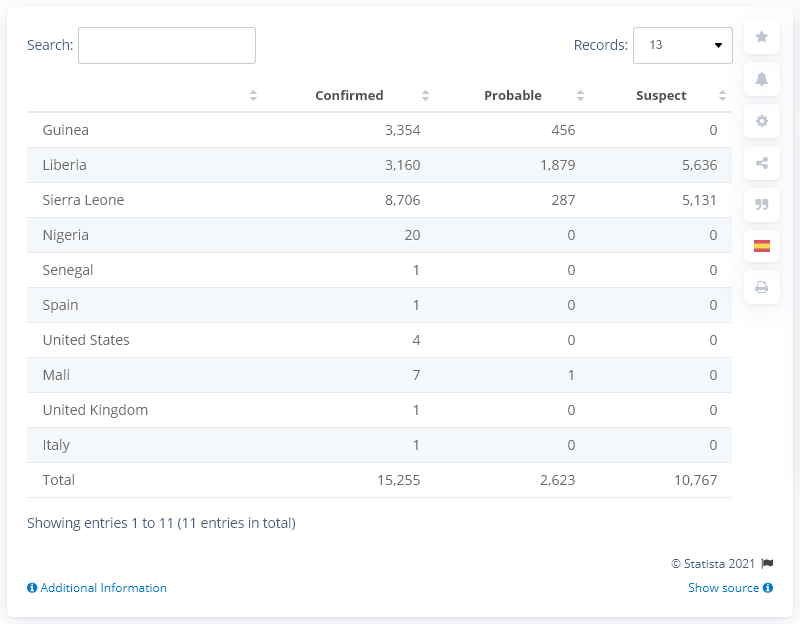 Search: Records: 13
Confirmed Probable Suspect
Guinea 3,354 456 0
Liberia 3,160 1,879 5,636
Sierra Leone 8,706 287 5,131
Nigeria 20 0 0
Senegal 1 0 0
Spain 1 0 0
United States 4 0 0
Mali 7 1 0
United Kingdom 1 0 0
Italy 1 0 0
Total 15,255 2,623 10,767
Showing entries 1 to 11 (11 entries in total)
© Statista 2021
Additional Information Show source